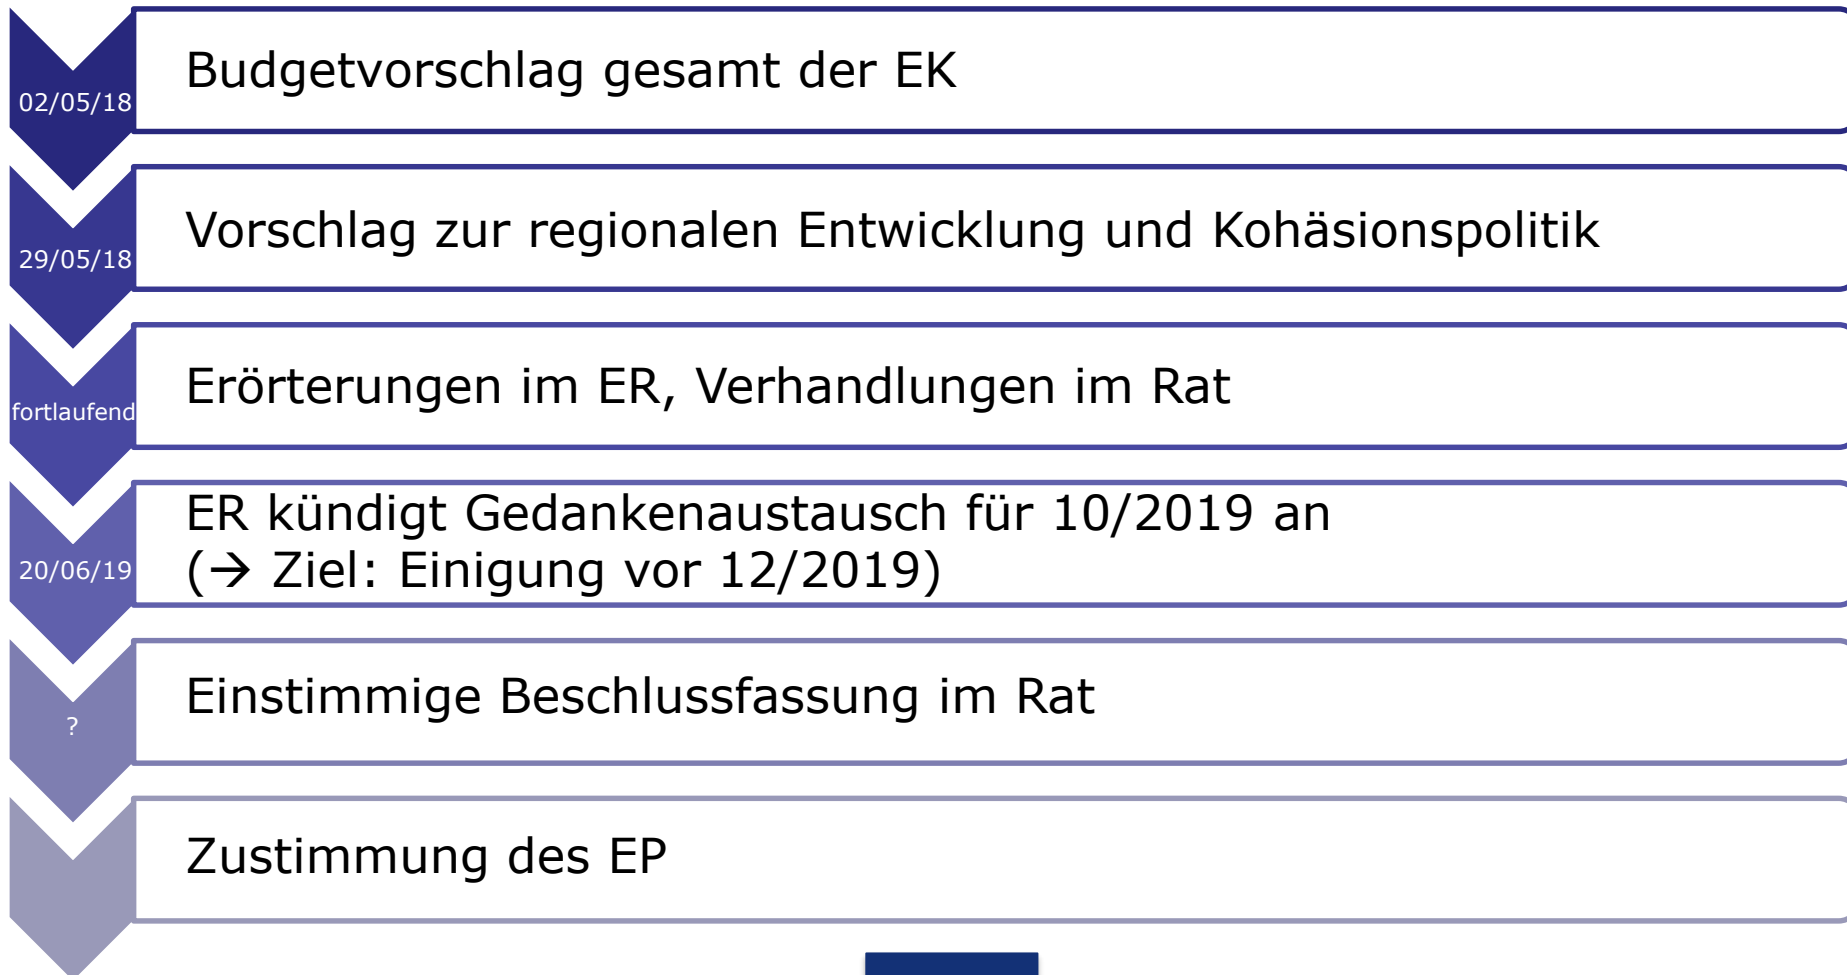 02/05/18
Budgetvorschlag gesamt der EK
29/05/18
Vorschlag zur regionalen Entwicklung und Kohäsionspolitik
fortlaufend
Erörterungen im ER, Verhandlungen im Rat
20/06/19
ER kündigt Gedankenaustausch für 10/2019 an
(→ Ziel: Einigung vor 12/2019)
?
Einstimmige Beschlussfassung im Rat
Zustimmung des EP